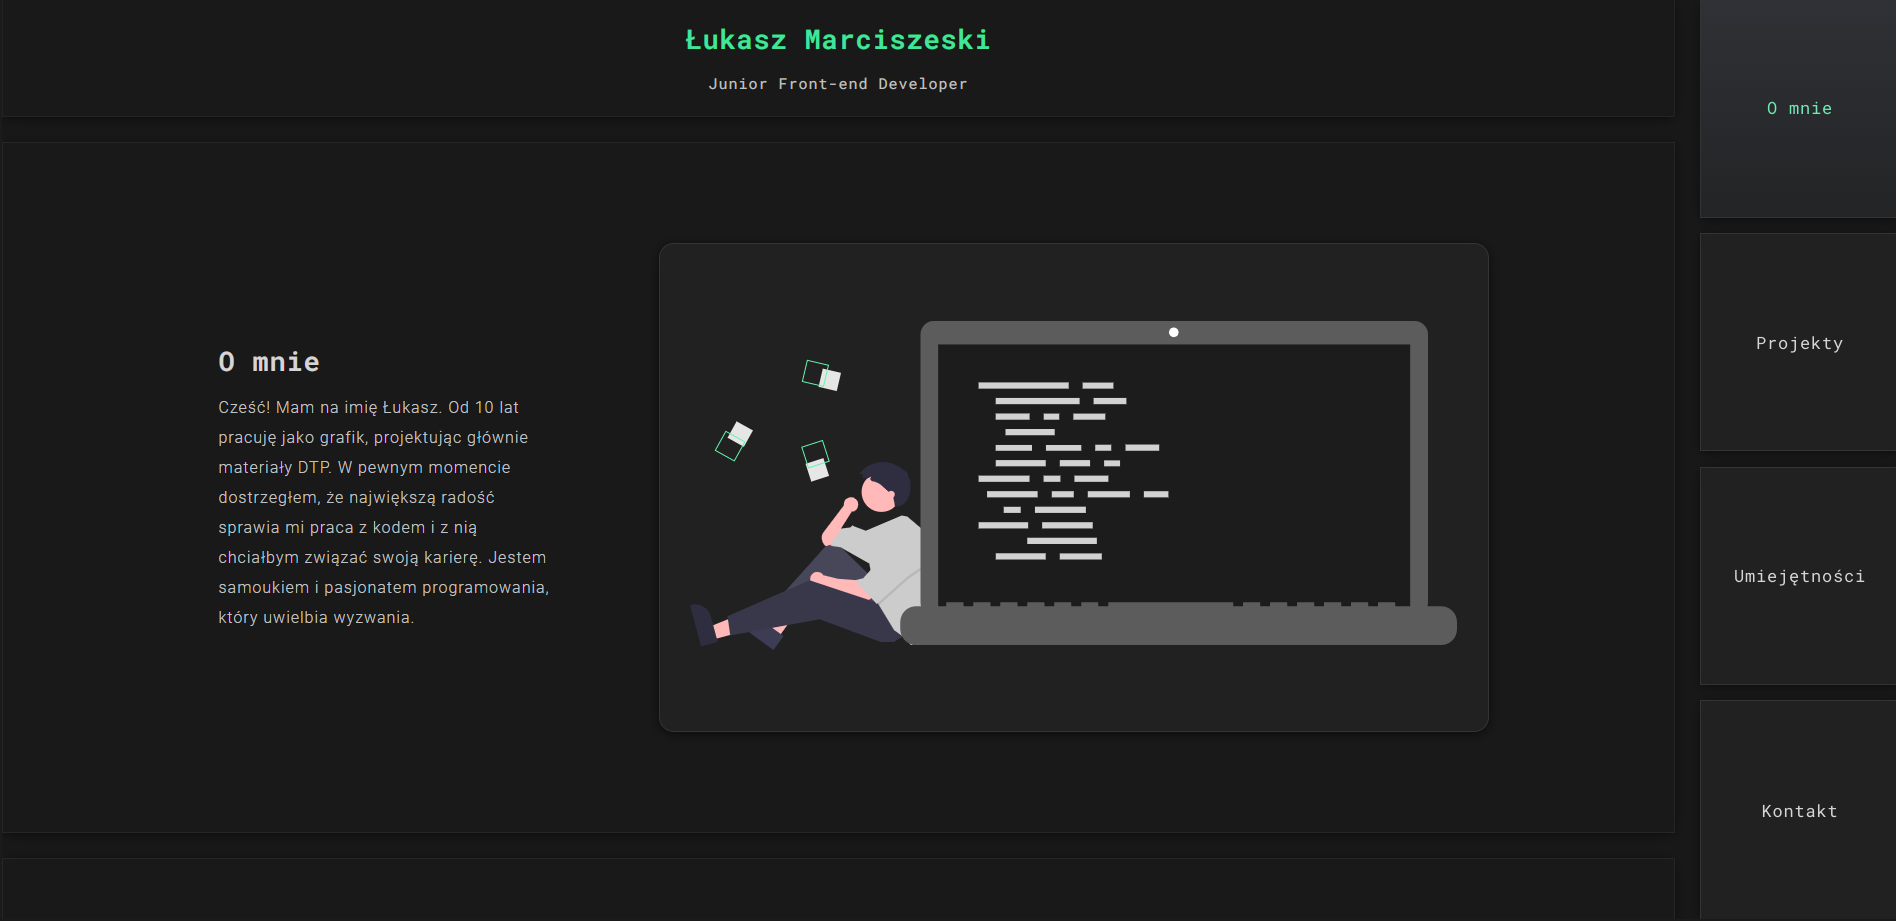 Łukasz Marciszeski
Junior Front-end Developer
O mnie
Cześć! Mam na imię Łukasz. Od 10 lat
pracuję jako grafik, projektując głównie
materiały DTP. W pewnym momencie
dostrzegłem, że największą radość
sprawia mi praca z kodem i z nią
chciałbym związać swoją karierę. Jestem
samoukiem i pasjonatem programowania,
który uwielbia wyzwania.
O mnie
Projekty
Umiejętności
Kontakt